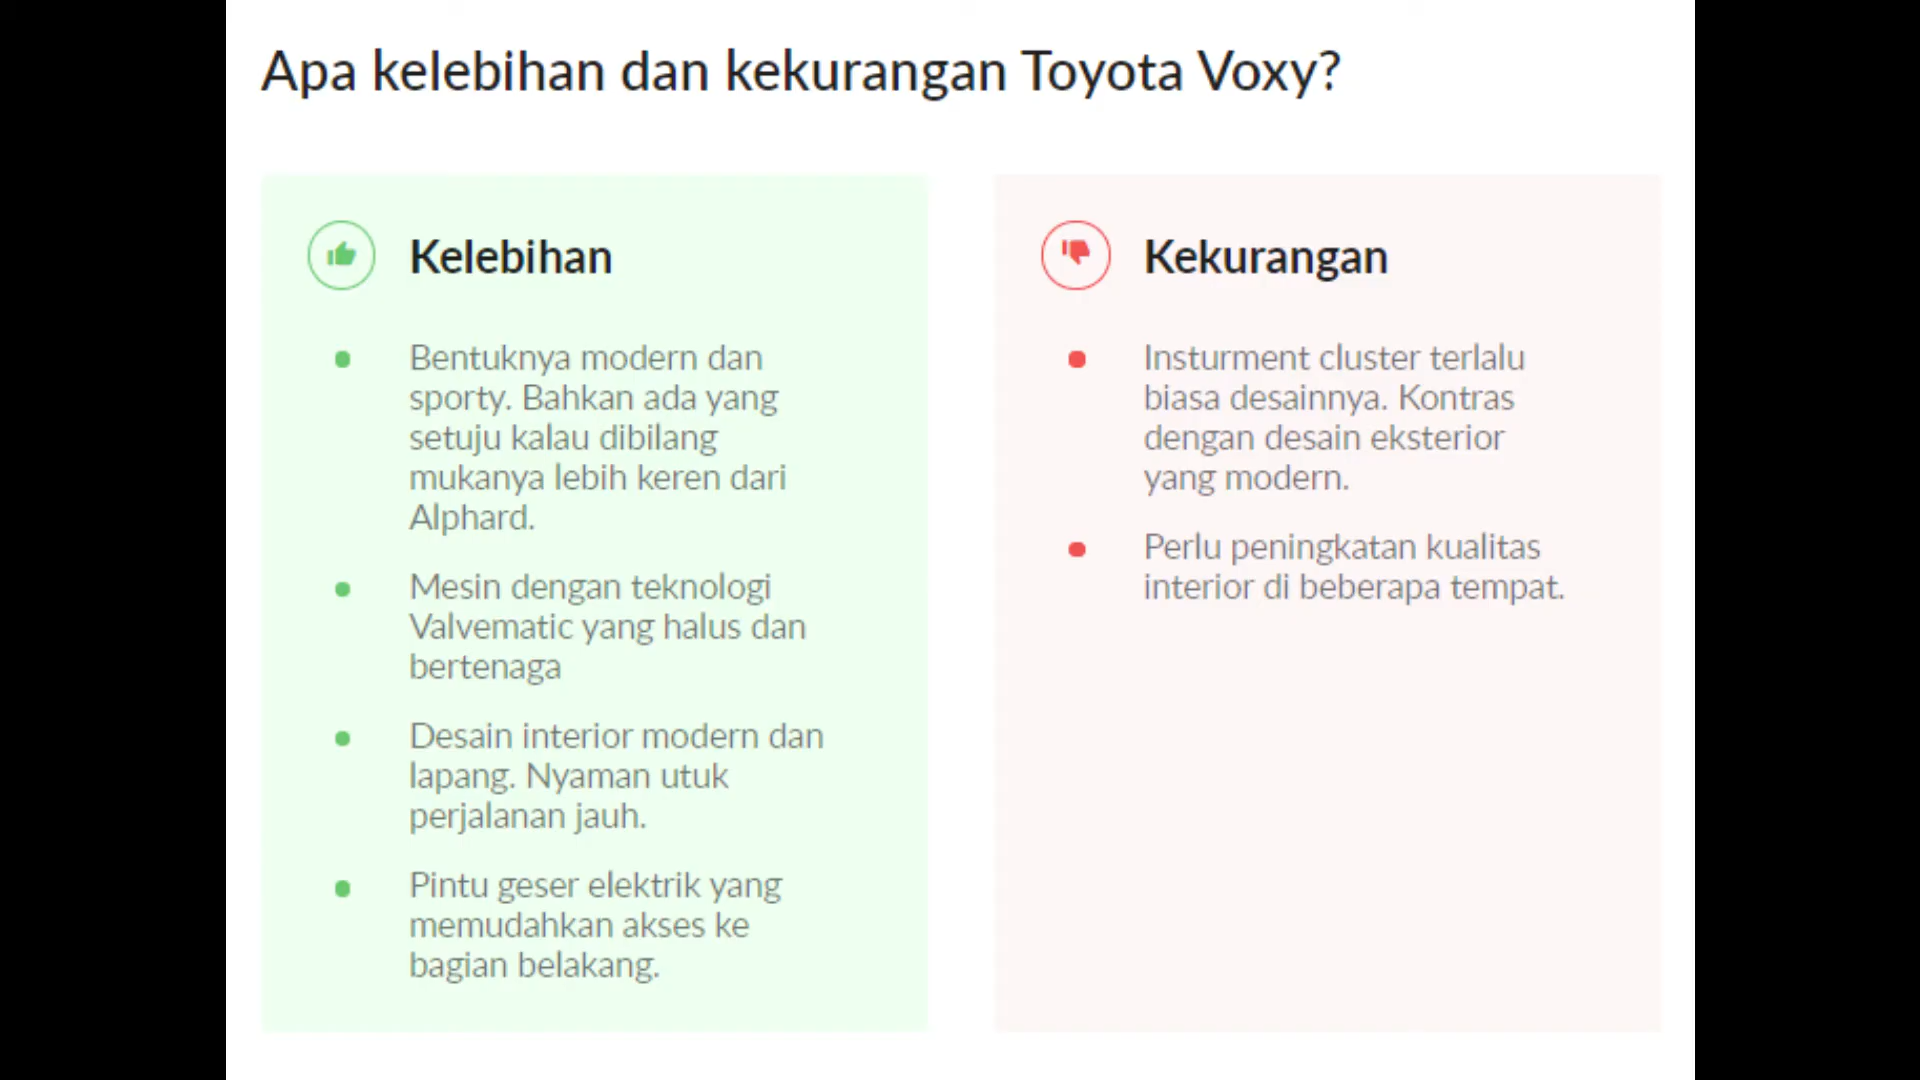 Apa kelebihan dan kekurangan Toyota Voxy?
Kelebihan
Bentuknya modern dan
sporty. Bahkan ada yang
setuju kalau dibilang
mukanya lebih keren dari
Alphard.
Mesin dengan teknologi
Valvematic yang halus dan
bertenaga
Desain interior modern dan
lapang. Nyaman utuk
perjalanan jauh.
Pintu geser elektrik yang
memudahkan akses ke
bagian belakang.
Kekurangan
Insturment cluster terlalu
biasa desainnya. Kontras
dengan desain eksterior
yang modern.
Perlu peningkatan kualitas
interior di beberapa tempat.